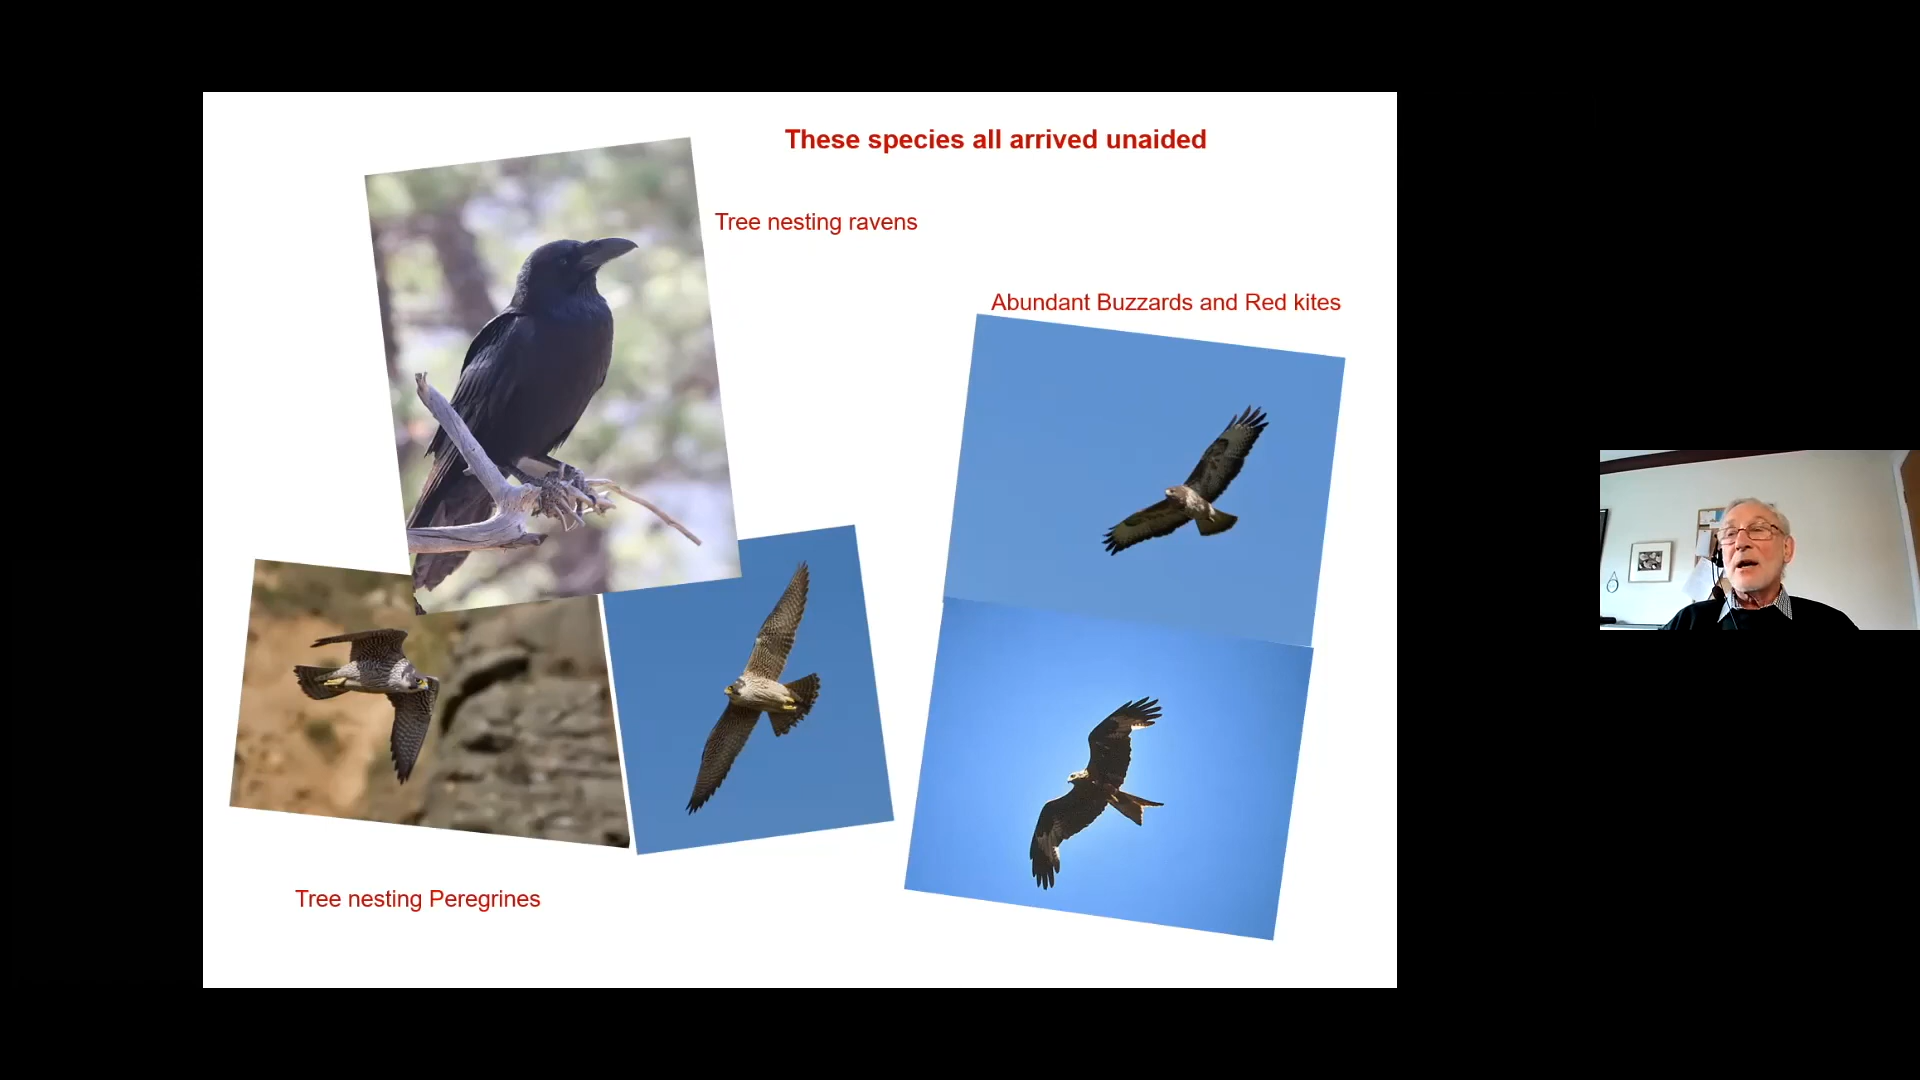 These species all arrived unaided
Tree nesting ravens
Abundant Buzzards and Red kites
Tree nesting Peregrines